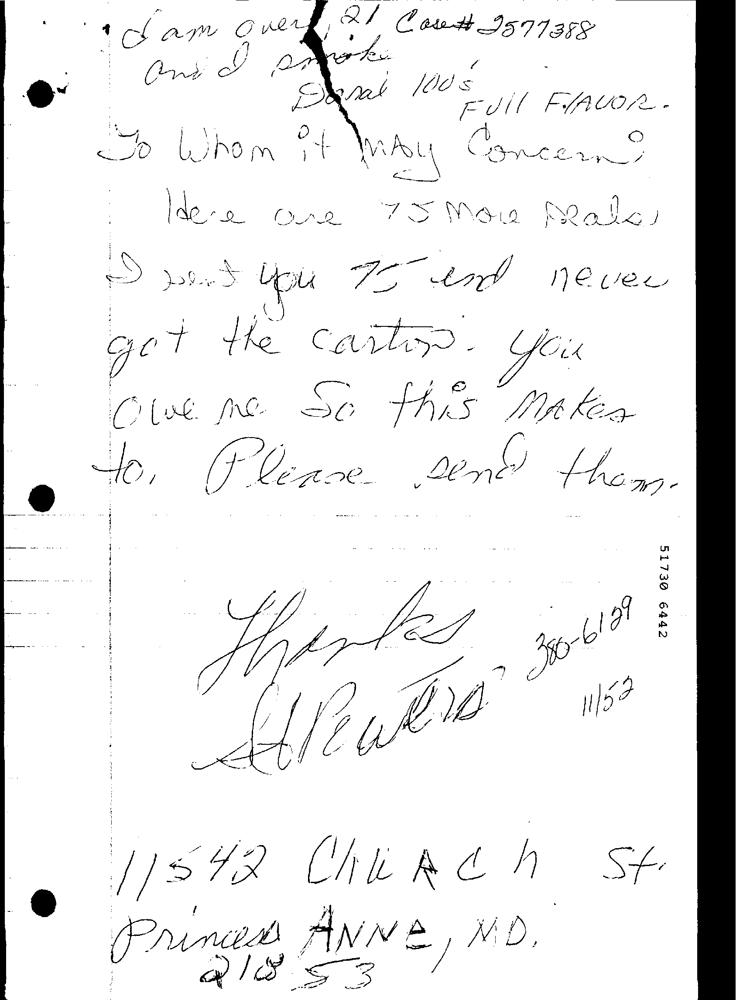 I am over 21 Case# 2577388
and I smoke
Doral 100's
Full Flavor.
To Whom it May Concern:
Here are 75 More seals,
I sent you 75 and never
got the carton. You
owe me So this MAKes
to, Please send them.
Thanks
380-6129
11/52
51730 6442
11542 ChuRCh St.
Princess ANNE, MD.
21853